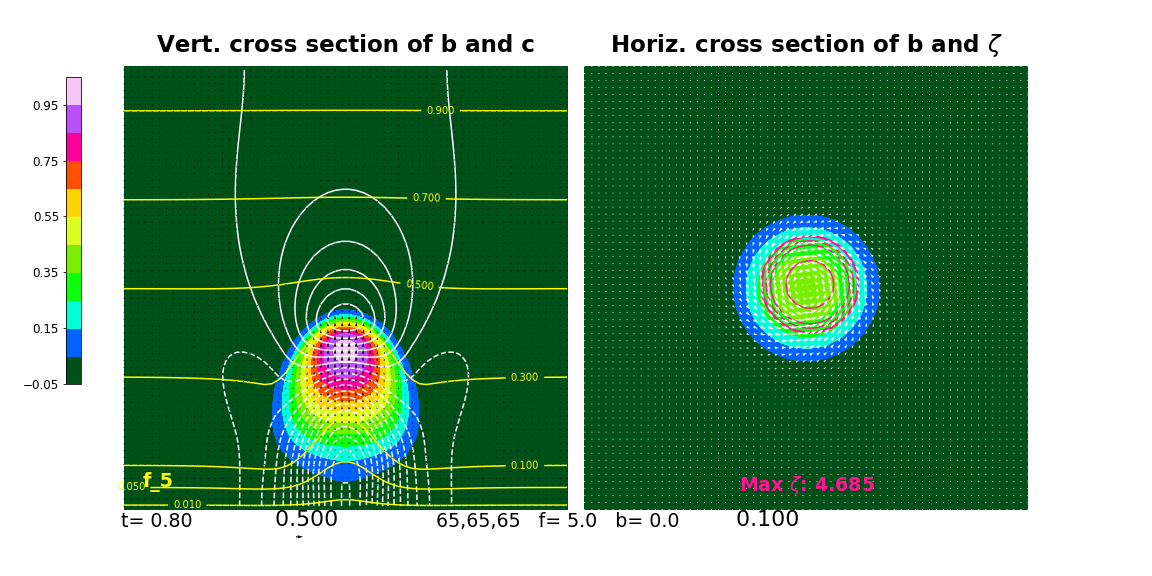 Vert. cross section of b and c
Horiz. cross section of b and ζ
0.95
0.75
0.55
0.35
0.15
−0.05
0.900
0.700
0.500
0.300
0.100
0.050
0.010
f_5
Max ζ: 4.685
t= 0.80
0.500
65,65,65
f= 5.0
b= 0.0
0.100